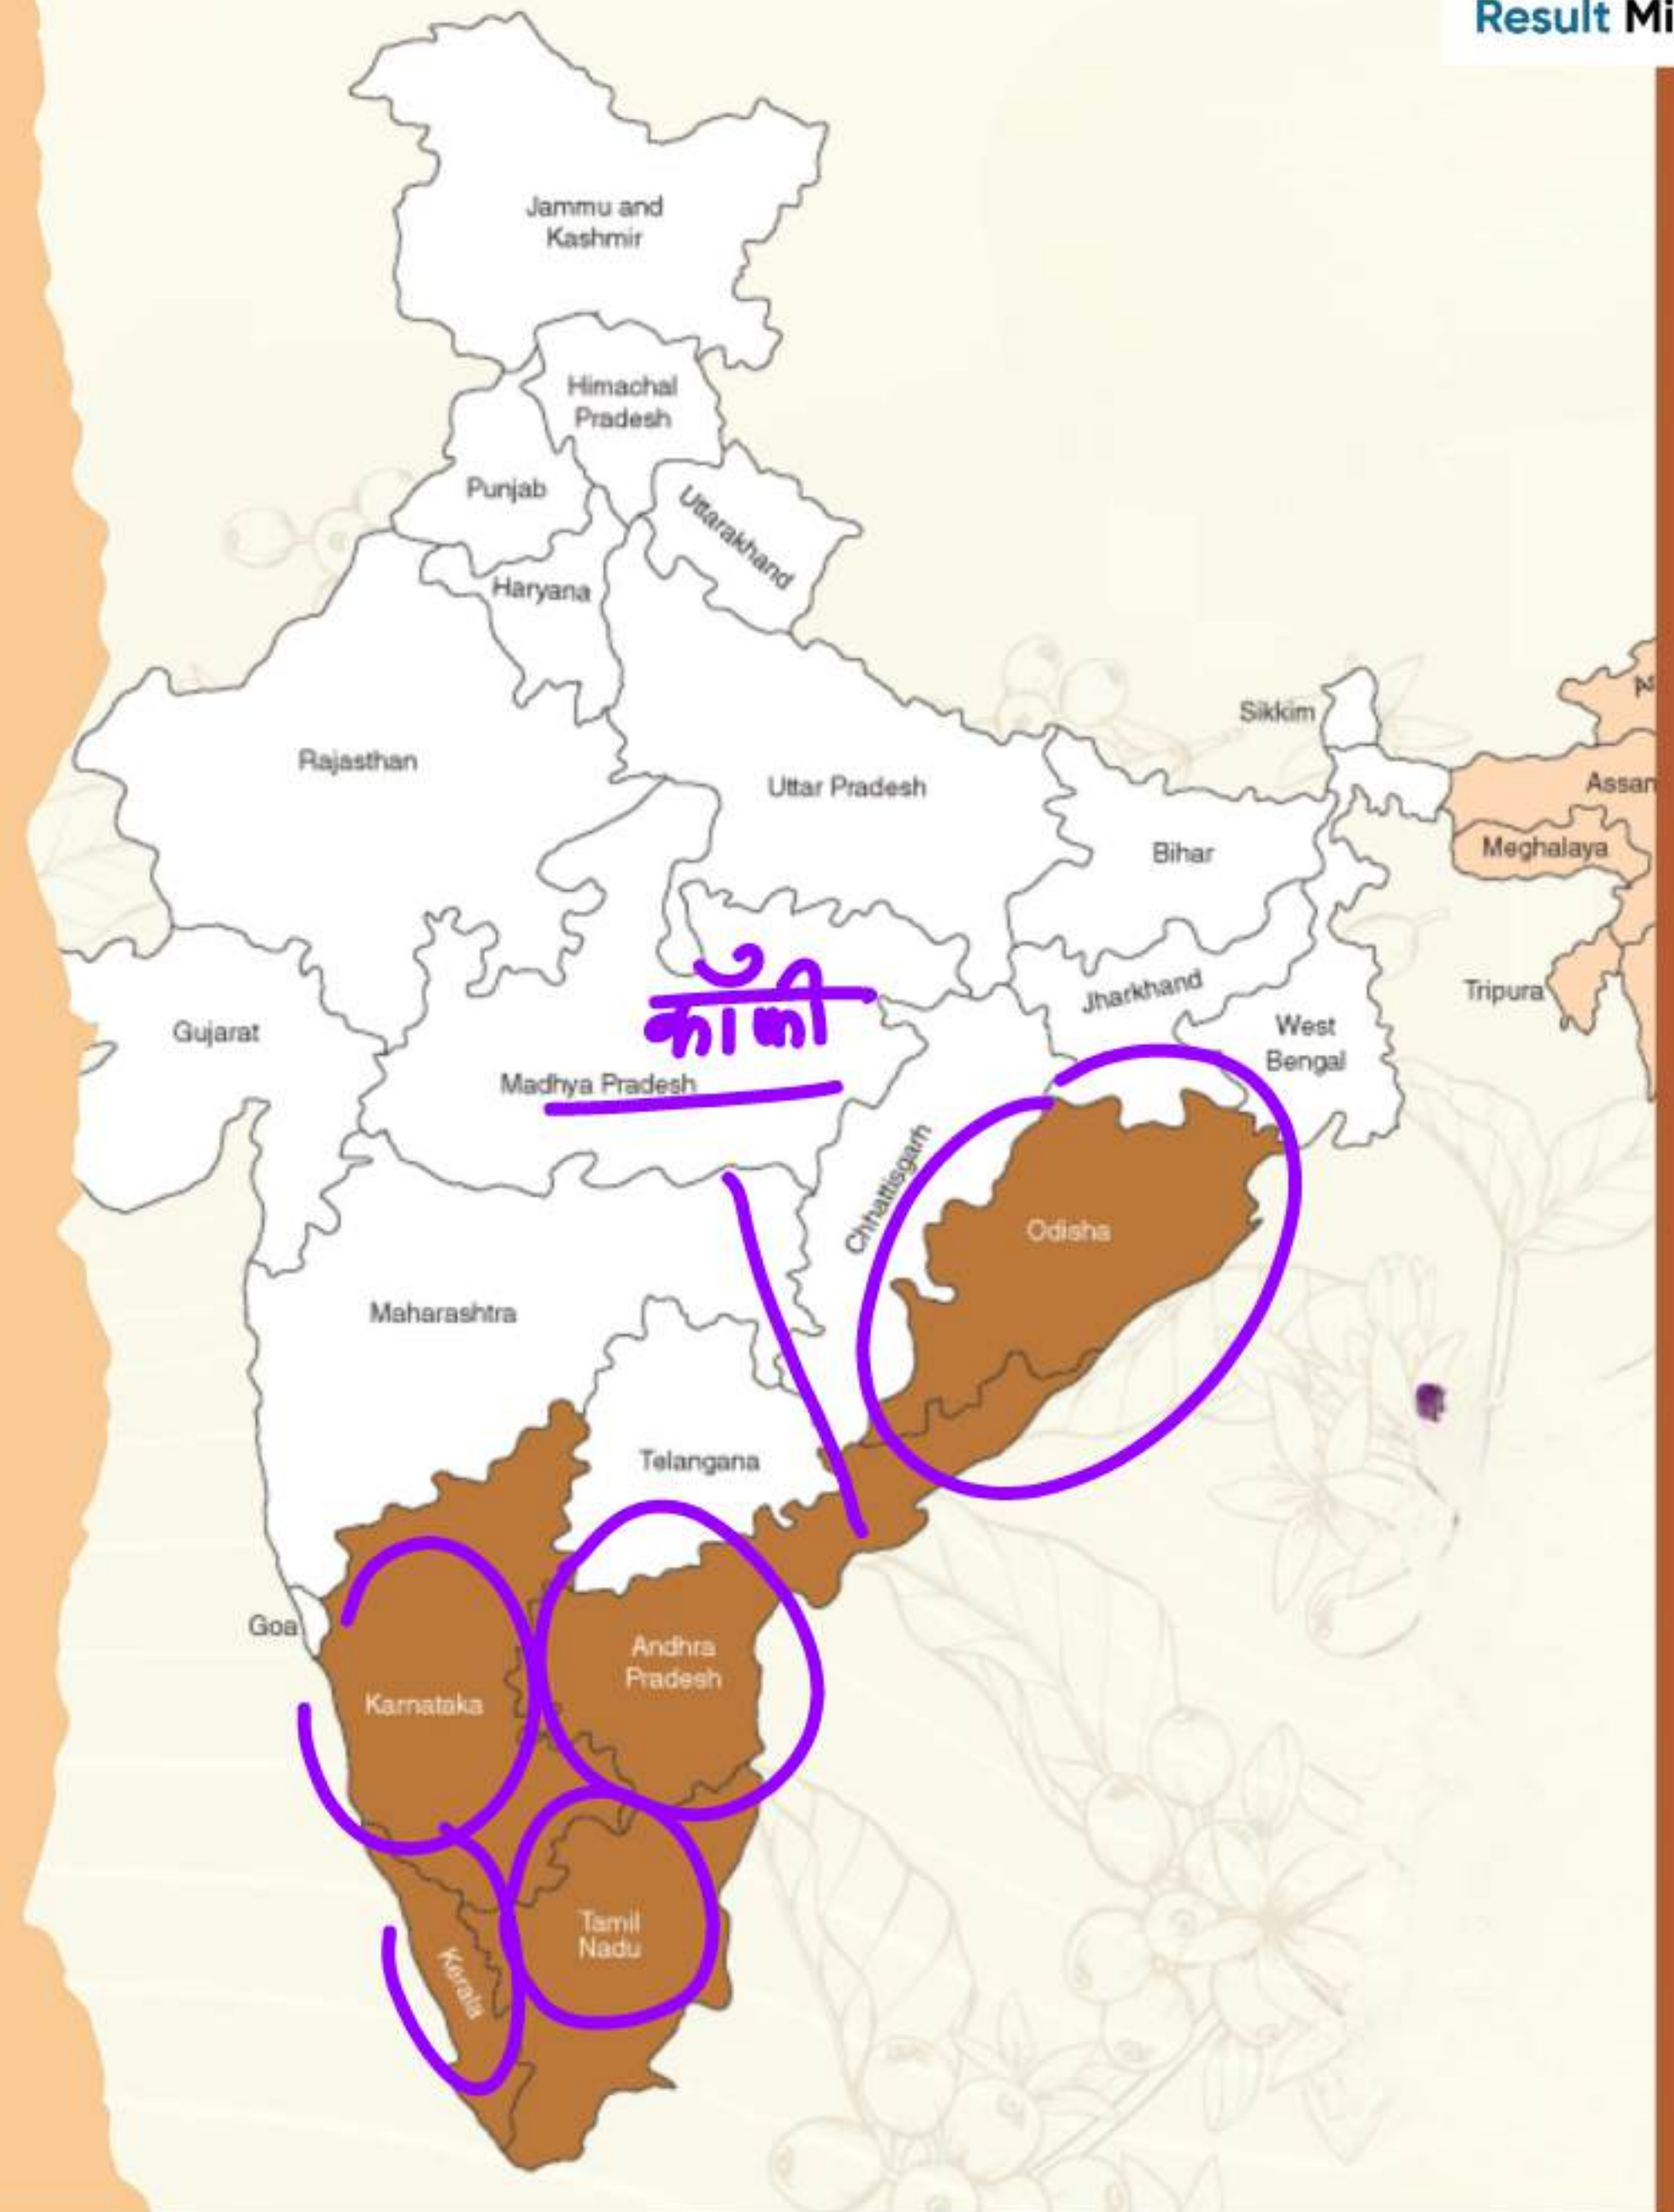 Result Mi
Jammu and
Kashmir
Himachal
Pradesh
Punjab
Uttarakhand
Haryana
Sikkim
Rajasthan
Uttar Pradesh
Assan
Bihar
Meghalaya
कॉफी
Jharkhand
Tripura
Gujarat
West
Bengal
Madhya Pradesh
Chhattisgarh
Odisha
Maharashtra
Telangana
Goa
Andhra
Pradesh
Karnataka
Tamil
Nadu
Kerala